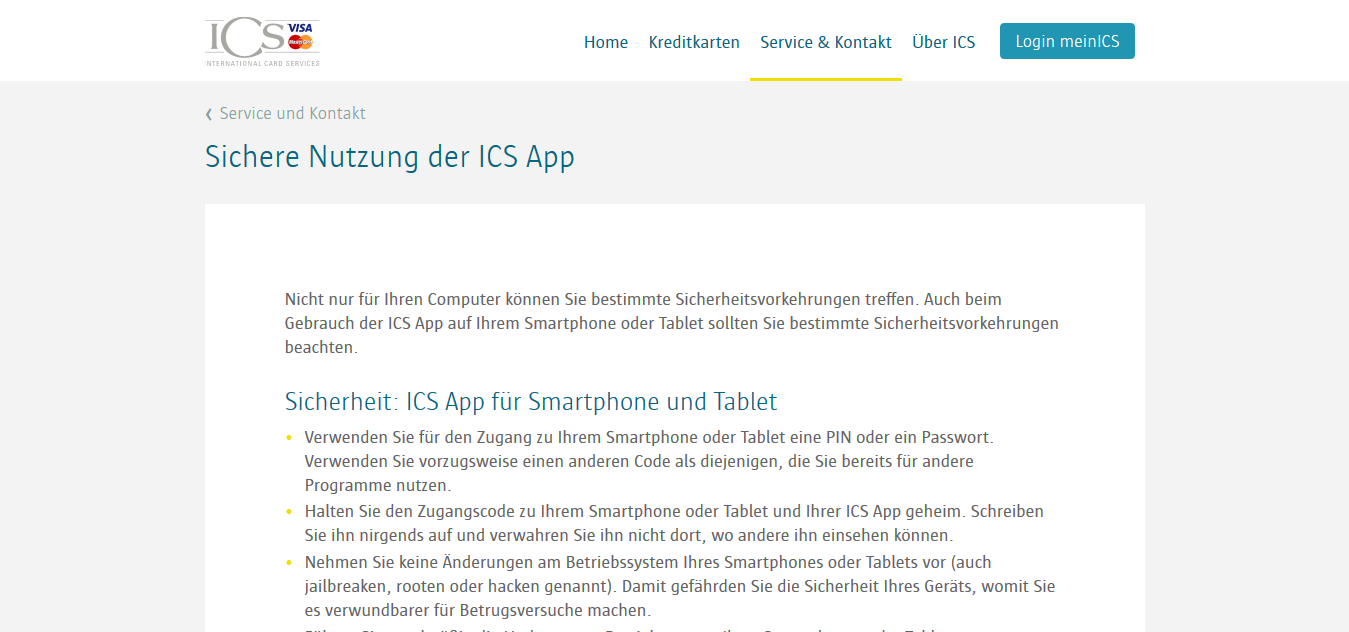 ICS
VISA
INTERNATIONAL CARD SERVICES
Home Kreditkarten Service & Kontakt Über ICS Login meinICS
Service und Kontakt
Sichere Nutzung der ICS App
Nicht nur für Ihren Computer können Sie bestimmte Sicherheitsvorkehrungen treffen. Auch beim
Gebrauch der ICS App auf Ihrem Smartphone oder Tablet sollten Sie bestimmte Sicherheitsvorkehrungen
beachten.
Sicherheit: ICS App für Smartphone und Tablet
• Verwenden Sie für den Zugang zu Ihrem Smartphone oder Tablet eine PIN oder ein Passwort.
Verwenden Sie vorzugsweise einen anderen Code als diejenigen, die Sie bereits für andere
Programme nutzen.
• Halten Sie den Zugangscode zu Ihrem Smartphone oder Tablet und Ihrer ICS App geheim. Schreiben
Sie ihn nirgends auf und verwahren Sie ihn nicht dort, wo andere ihn einsehen können.
• Nehmen Sie keine Änderungen am Betriebssystem Ihres Smartphones oder Tablets vor (auch
jailbreaken, rooten oder hacken genannt). Damit gefährden Sie die Sicherheit Ihres Geräts, womit Sie
es verwundbarer für Betrugsversuche machen.